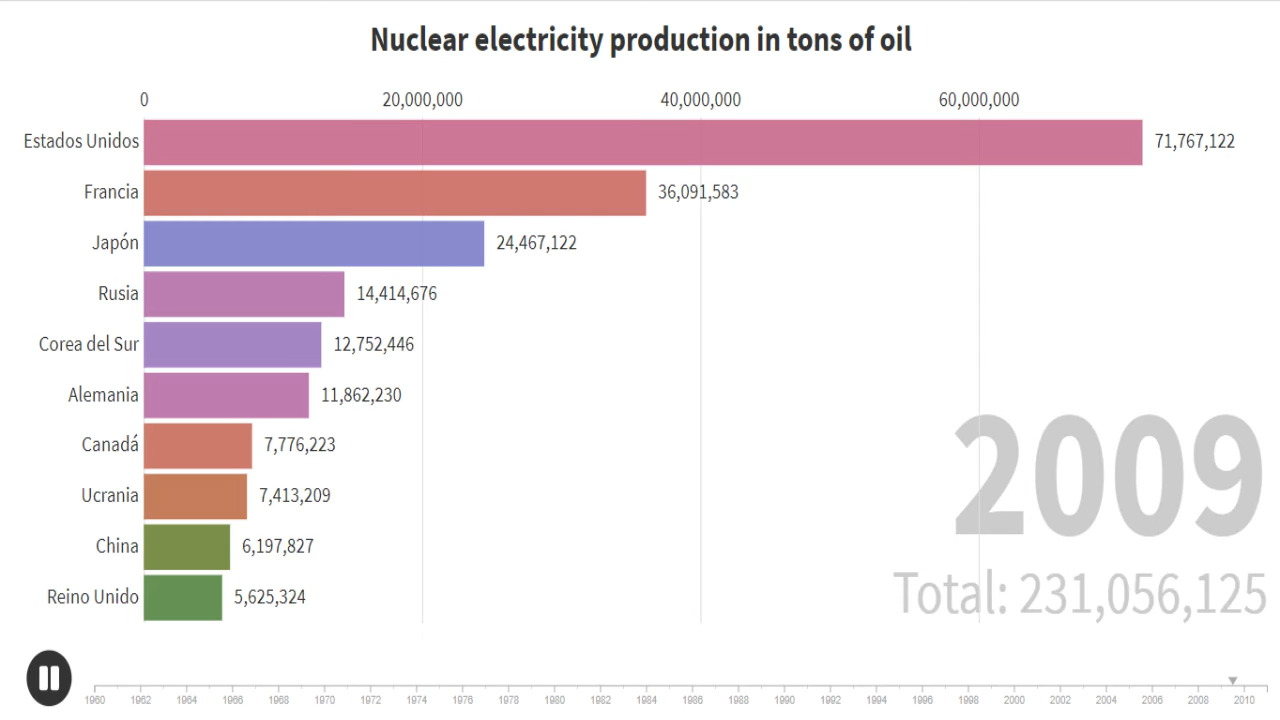 Nuclear electricity production in tons of oil
0 20,000,000 40,000,000 60,000,000
Estados Unidos 71,767,122
Francia 36,091,583
Japón 24,467,122
Rusia 14,414,676
Corea del Sur 12,752,446
Alemania 11,862,230
Canadá 7,776,223
Ucrania 7,413,209
China 6,197,827
Reino Unido 5,625,324
2009
Total: 231,056,125
1960 1962 1964 1966 1968 1970 1972 1974 1976 1978 1980 1982 1984 1986 1988 1990 1992 1994 1996 1998 2000 2002 2004 2006 2008 2010